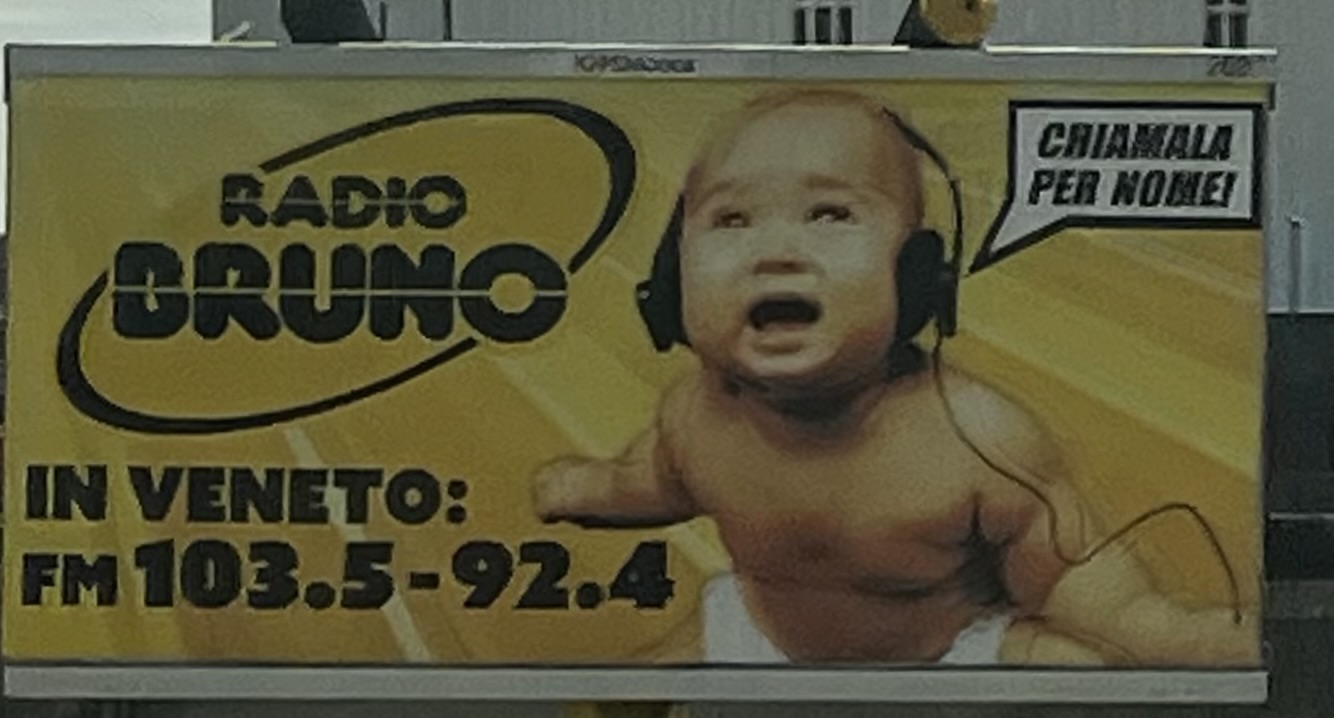 RADIO
BRUNO
CHIAMALA
PER NOME!
IN VENETO:
FM 103.5-92.4